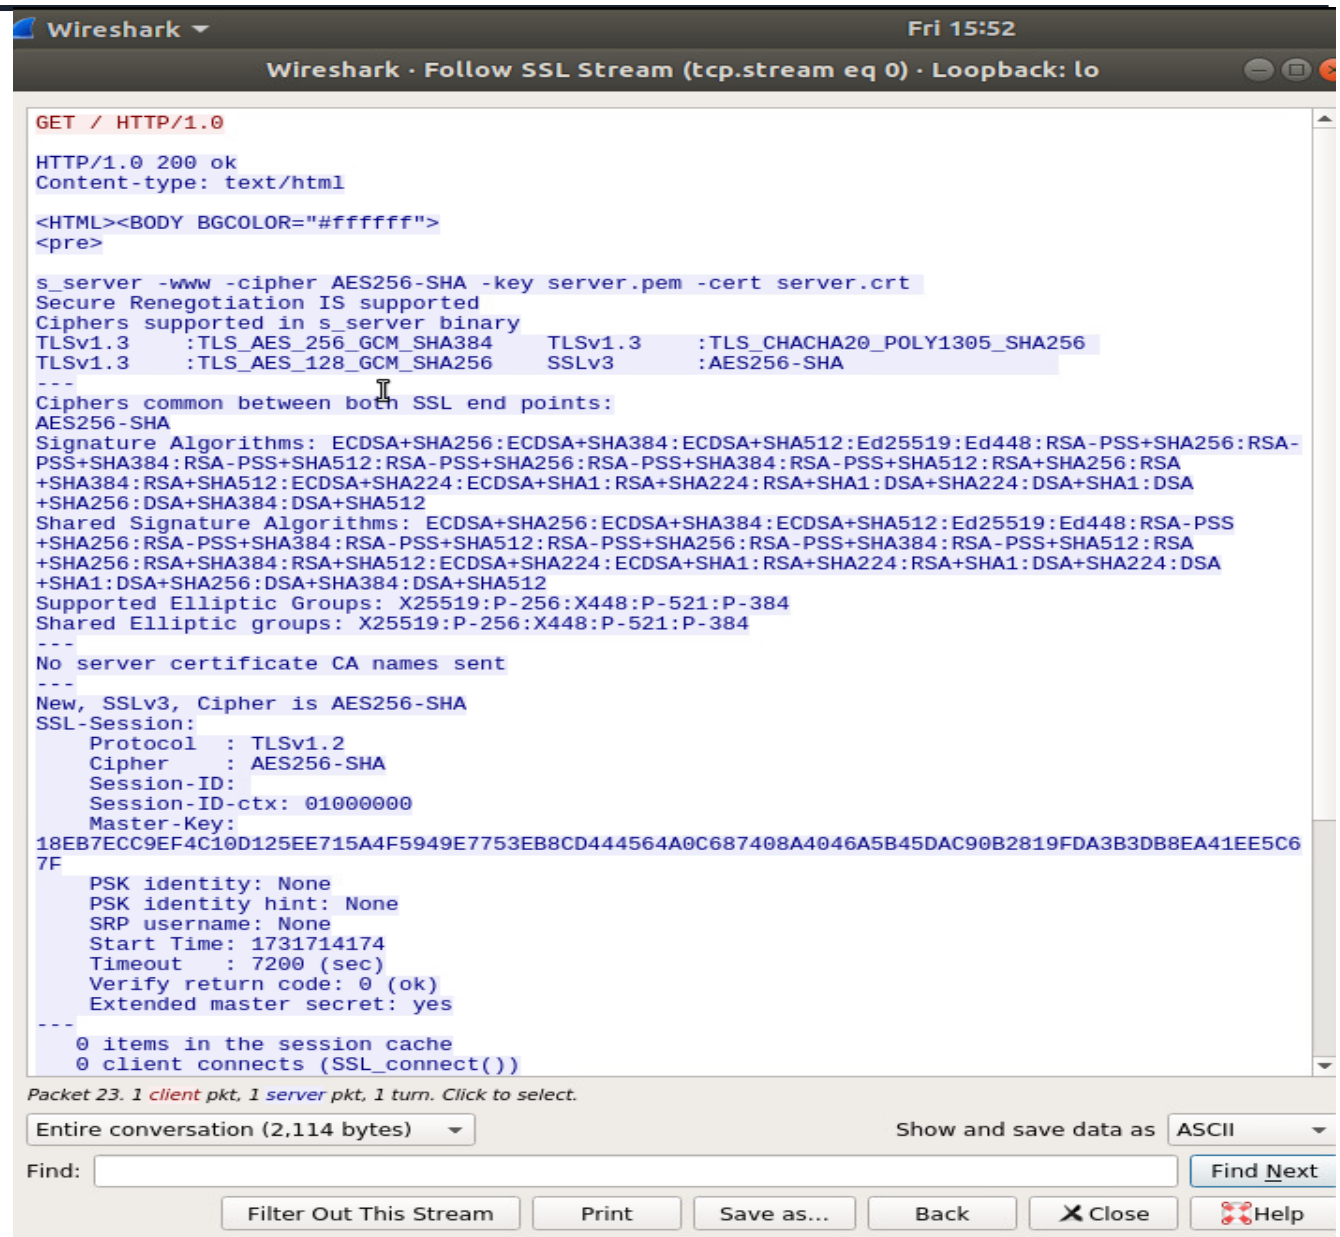 Wireshark
Fri 15:52
Wireshark · Follow SSL Stream (tcp.stream eq 0) · Loopback: lo
GET / HTTP/1.0
HTTP/1.0 200 ok
Content-type: text/html
<HTML><BODY BGCOLOR="#ffffff">
<pre>
s_server -www -cipher AES256-SHA -key server.pem -cert server.crt
Secure Renegotiation IS supported
Ciphers supported in s_server binary
TLSv1.3    :TLS_AES_256_GCM_SHA384    TLSv1.3    :TLS_CHACHA20_POLY1305_SHA256
TLSv1.3    :TLS_AES_128_GCM_SHA256    SSLv3    :AES256-SHA
---
Ciphers common between both SSL end points:
AES256-SHA
Signature Algorithms: ECDSA+SHA256:ECDSA+SHA384:ECDSA+SHA512:Ed25519:Ed448:RSA-PSS+SHA256:RSA-
PSS+SHA384:RSA-PSS+SHA512:RSA-PSS+SHA256:RSA-PSS+SHA384:RSA-PSS+SHA512:RSA+SHA256:RSA
+SHA384:RSA+SHA512:ECDSA+SHA224:ECDSA+SHA1:RSA+SHA224:RSA+SHA1:DSA+SHA224:DSA+SHA1:DSA
+SHA256:DSA+SHA384:DSA+SHA512
Shared Signature Algorithms: ECDSA+SHA256:ECDSA+SHA384:ECDSA+SHA512:Ed25519:Ed448:RSA-PSS
+SHA256:RSA-PSS+SHA384:RSA-PSS+SHA512:RSA-PSS+SHA256:RSA-PSS+SHA384:RSA-PSS+SHA512:RSA
+SHA256:RSA+SHA384:RSA+SHA512:ECDSA+SHA224:ECDSA+SHA1:RSA+SHA224:RSA+SHA1:DSA+SHA224:DSA
+SHA1:DSA+SHA256:DSA+SHA384:DSA+SHA512
Supported Elliptic Groups: X25519:P-256:X448:P-521:P-384
Shared Elliptic groups: X25519:P-256:X448:P-521:P-384
---
No server certificate CA names sent
---
New, SSLv3, Cipher is AES256-SHA
SSL-Session:
Protocol  : TLSv1.2
Cipher    : AES256-SHA
Session-ID:
Session-ID-ctx: 01000000
Master-Key:
18EB7ECC9EF4C10D125EE715A4F5949E7753EB8CD444564A0C687408A4046A5B45DAC90B2819FDA3B3DB8EA41EE5C6
7F
PSK identity: None
PSK identity hint: None
SRP username: None
Start Time: 1731714174
Timeout   : 7200 (sec)
Verify return code: 0 (ok)
Extended master secret: yes
---
0 items in the session cache
0 client connects (SSL_connect())
Packet 23. 1 client pkt, 1 server pkt, 1 turn. Click to select.
Entire conversation (2,114 bytes)
Show and save data as ASCII
Find:
Find Next
Filter Out This Stream
Print
Save as...
Back
Close
Help